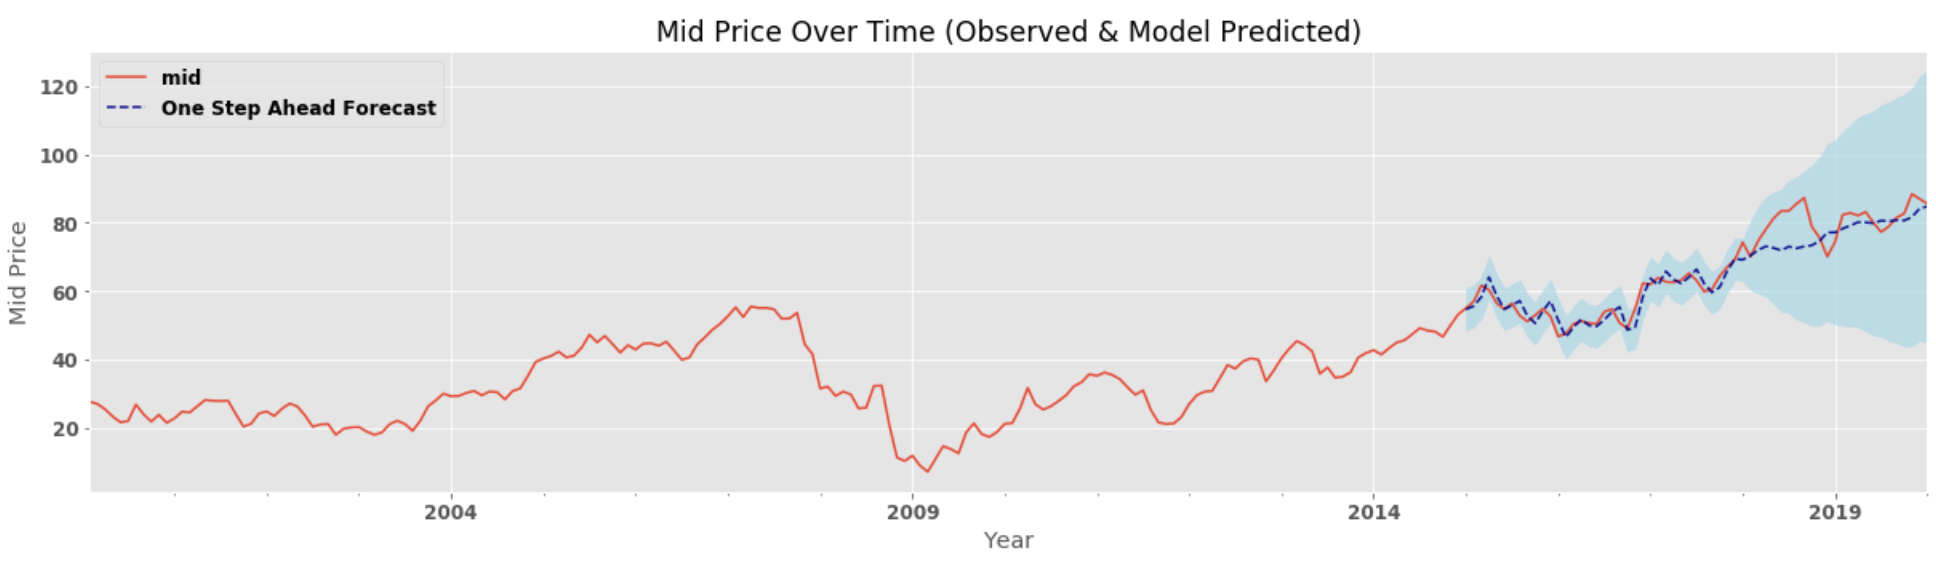 Mid Price Over Time (Observed & Model Predicted)
mid
One Step Ahead Forecast
120
100
80
60
40
20
Mid Price
2004
2009
2014
2019
Year